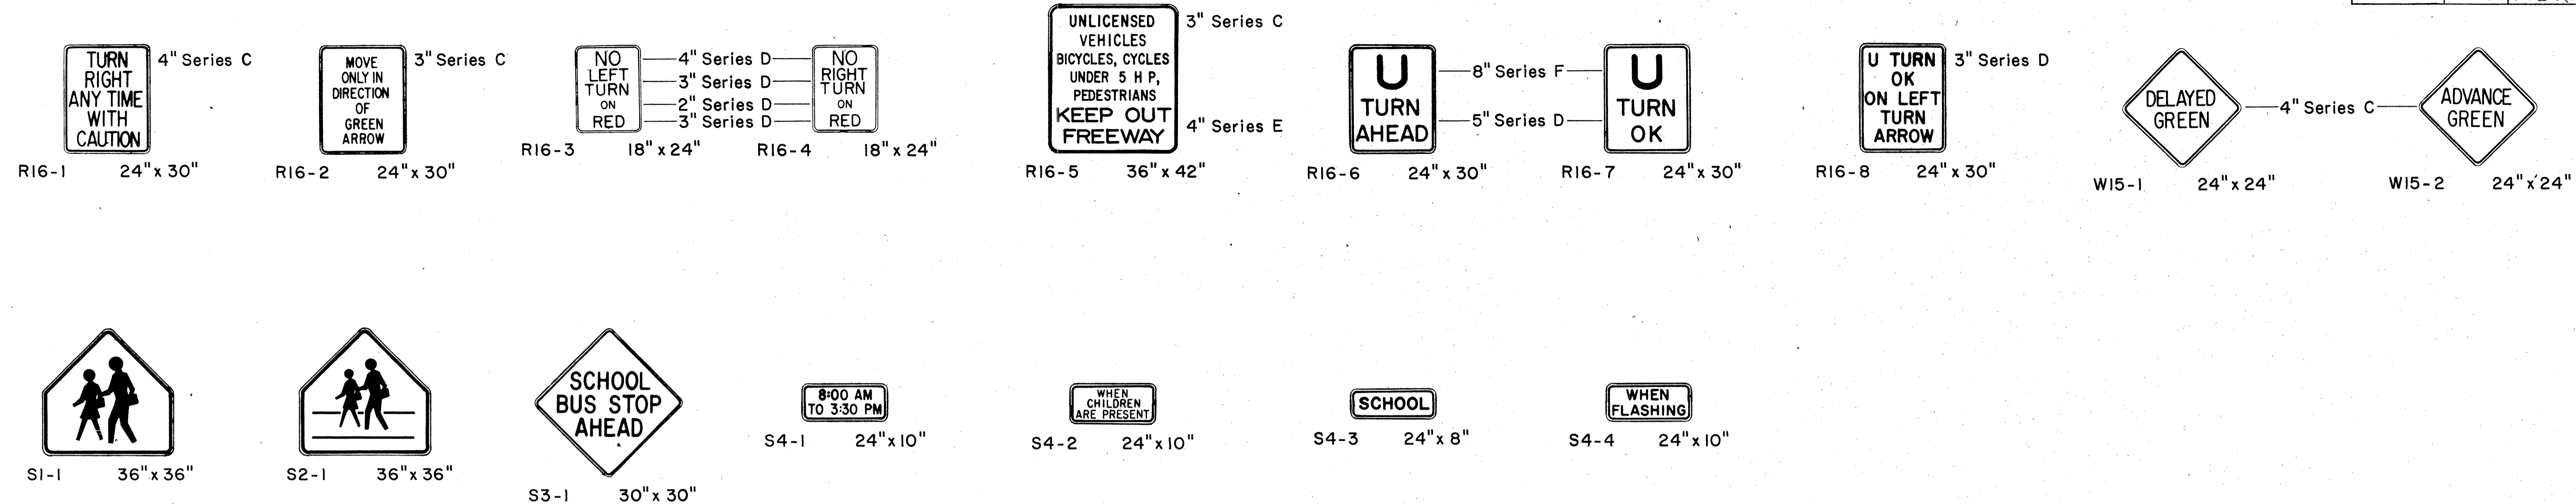 TURN
RIGHT
ANY TIME
WITH
CAUTION
4" Series C
R16-1 24" x 30"
MOVE
ONLY IN
DIRECTION
OF
GREEN
ARROW
3" Series C
R16-2 24" x 30"
NO
LEFT
TURN
ON
RED
4" Series D
3" Series D
2" Series D
3" Series D
NO
RIGHT
TURN
ON
RED
R16-3 18" x 24"
R16-4 18" x 24"
UNLICENSED
VEHICLES
BICYCLES, CYCLES
UNDER 5 H P,
PEDESTRIANS
KEEP OUT
FREEWAY
3" Series C
4" Series E
R16-5 36" x 42"
U
TURN
AHEAD
8" Series F
5" Series D
U
TURN
OK
R16-6 24" x 30"
R16-7 24" x 30"
U TURN
OK
ON LEFT
TURN
ARROW
3" Series D
R16-8 24" x 30"
DELAYED
GREEN
4" Series C
ADVANCE
GREEN
W15-1 24" x 24"
W15-2 24" x 24"
S1-1 36" x 36"
S2-1 36" x 36"
SCHOOL
BUS STOP
AHEAD
S3-1 30" x 30"
8:00 AM
TO 3:30 PM
S4-1 24" x 10"
WHEN
CHILDREN
ARE PRESENT
S4-2 24" x 10"
SCHOOL
S4-3 24" x 8"
WHEN
FLASHING
S4-4 24" x 10"